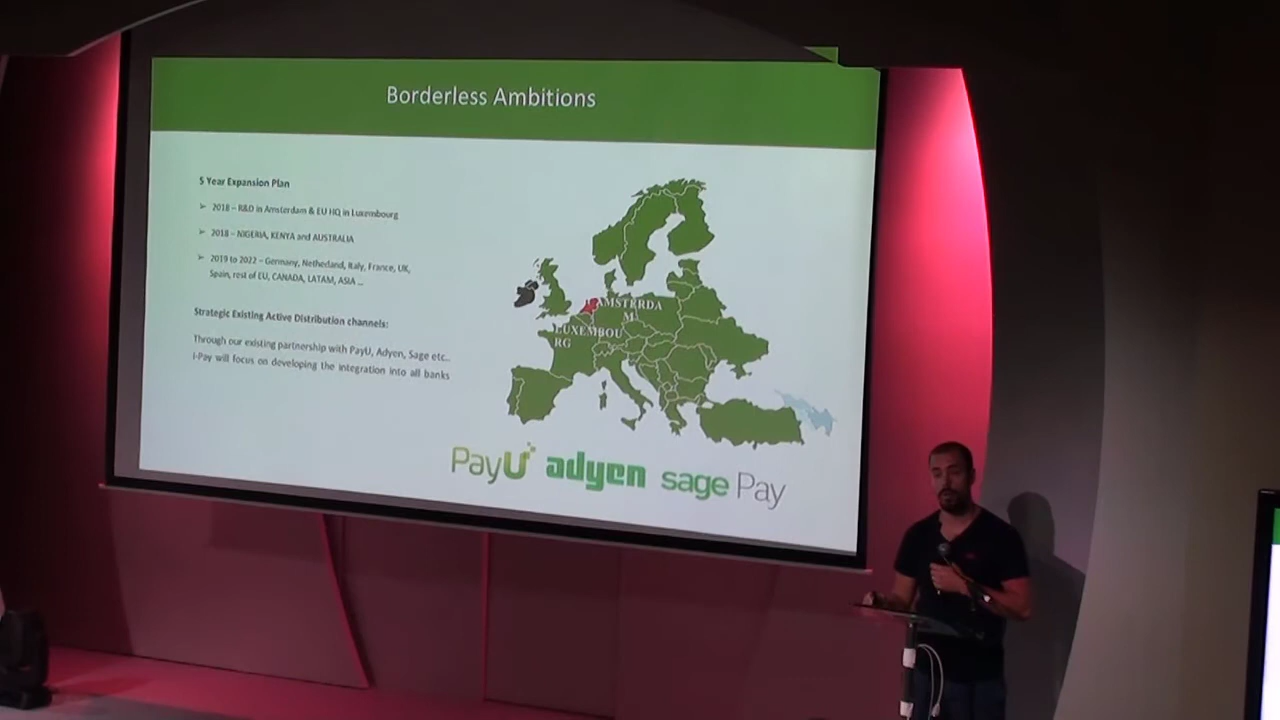 Borderless Ambitions
5 Year Expansion Plan
➢ 2018 – R&D in Amsterdam & EU HQ in Luxembourg
➢ 2018 – NIGERIA, KENYA and AUSTRALIA
➢ 2019 to 2022 – Germany, Netherland, Italy, France, UK,
Spain, rest of EU, CANADA, LATAM, ASIA ...
Strategic Existing Active Distribution channels:
Through our existing partnership with PayU, Adyen, Sage etc..
i-Pay will focus on developing the integration into all banks
AMSTERDA
M
LUXEMBOU
RG
PayU adyen sage Pay